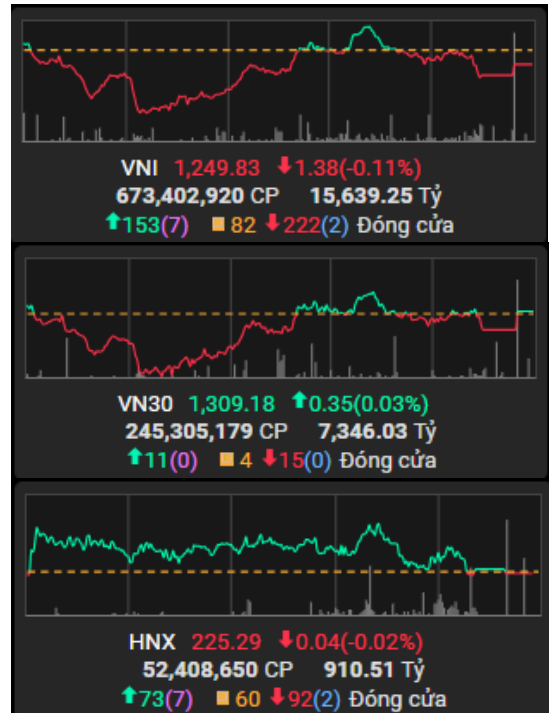 VNI 1,249.83 1.38(-0.11%)
673,402,920 CP 15,639.25 Tỷ
153(7) 82 222(2) Đóng cửa
VN30 1,309.18 0.35(0.03%)
245,305,179 CP 7,346.03 Tỷ
11(0) 4 15(0) Đóng cửa
HNX 225.29 0.04(-0.02%)
52,408,650 CP 910.51 Tỷ
73(7) 60 92(2) Đóng cửa